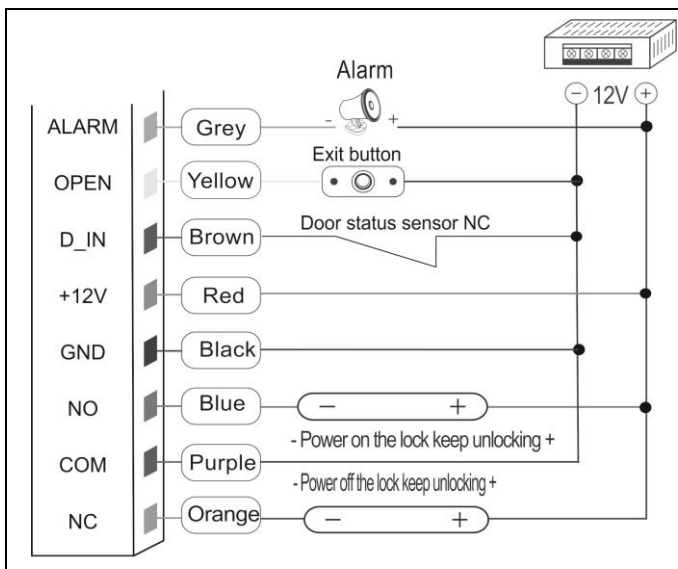 Alarm
− 12V +
ALARM Grey - +
Exit button
OPEN Yellow
Door status sensor NC
D_IN Brown
+12V Red
GND Black
NO Blue − +
- Power on the lock keep unlocking +
COM Purple
- Power off the lock keep unlocking +
NC Orange − +